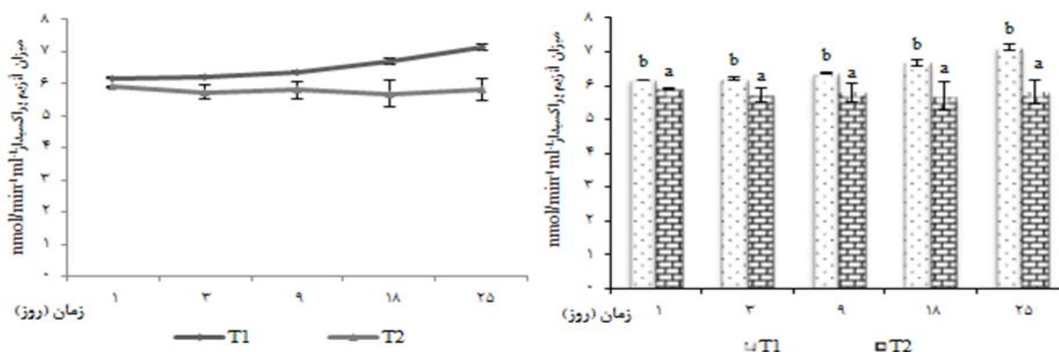 میزان آنزیم پراکسیداز nmol/min⁻¹ml⁻¹
۸
۷
۶
۵
۴
۳
۲
۱
۰
زمان (روز)
۱ ۳ ۹ ۱۸ ۲۵
T1 T2
میزان آنزیم پراکسیداز nmol/min⁻¹ml⁻¹
۸
۷
۶
۵
۴
۳
۲
۱
۰
b a b a b a b a b a
زمان (روز)
۱ ۳ ۹ ۱۸ ۲۵
T1 T2